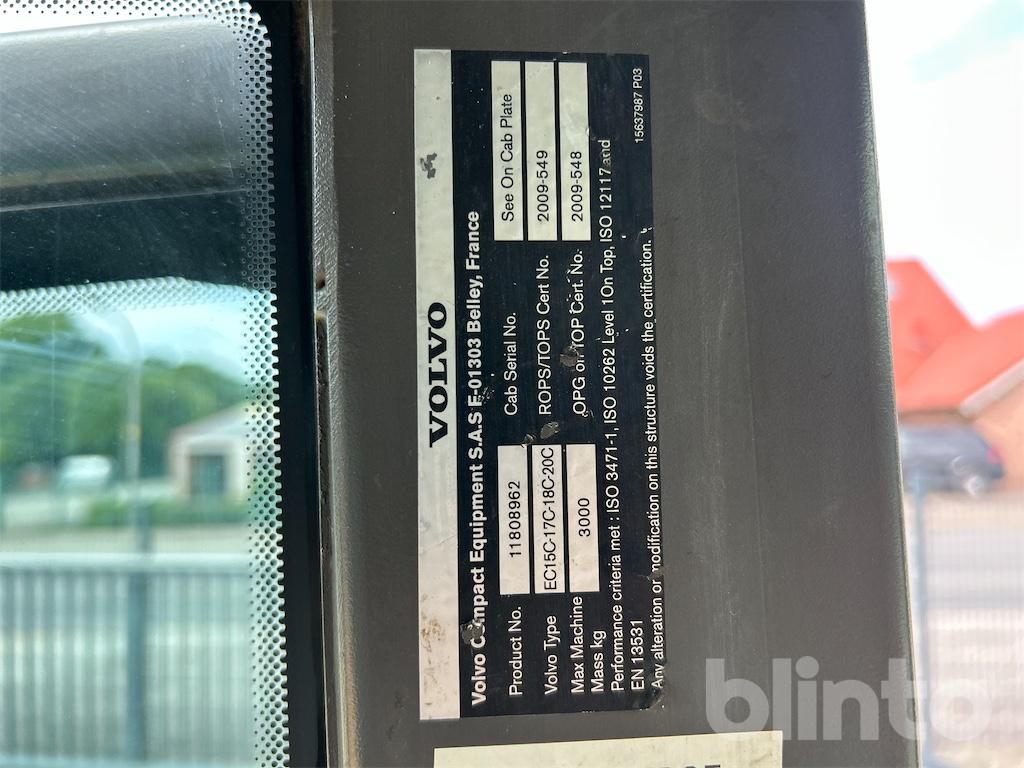 VOLVO
Volvo Compact Equipment S.A.S F-01303 Belley, France
Product No. 11808962 Cab Serial No. See On Cab Plate
Volvo Type EC15C-17C-18C-20C ROPS/TOPS Cert No. 2009-549
Max Machine 3000 OPG or TOP Cert. No. 2009-548
Mass kg
Performance criteria met : ISO 3471-1, ISO 10262 Level 1On Top, ISO 12117 and
EN 13531
Any alteration or modification on this structure voids the certification.
15637987 P03
blinto